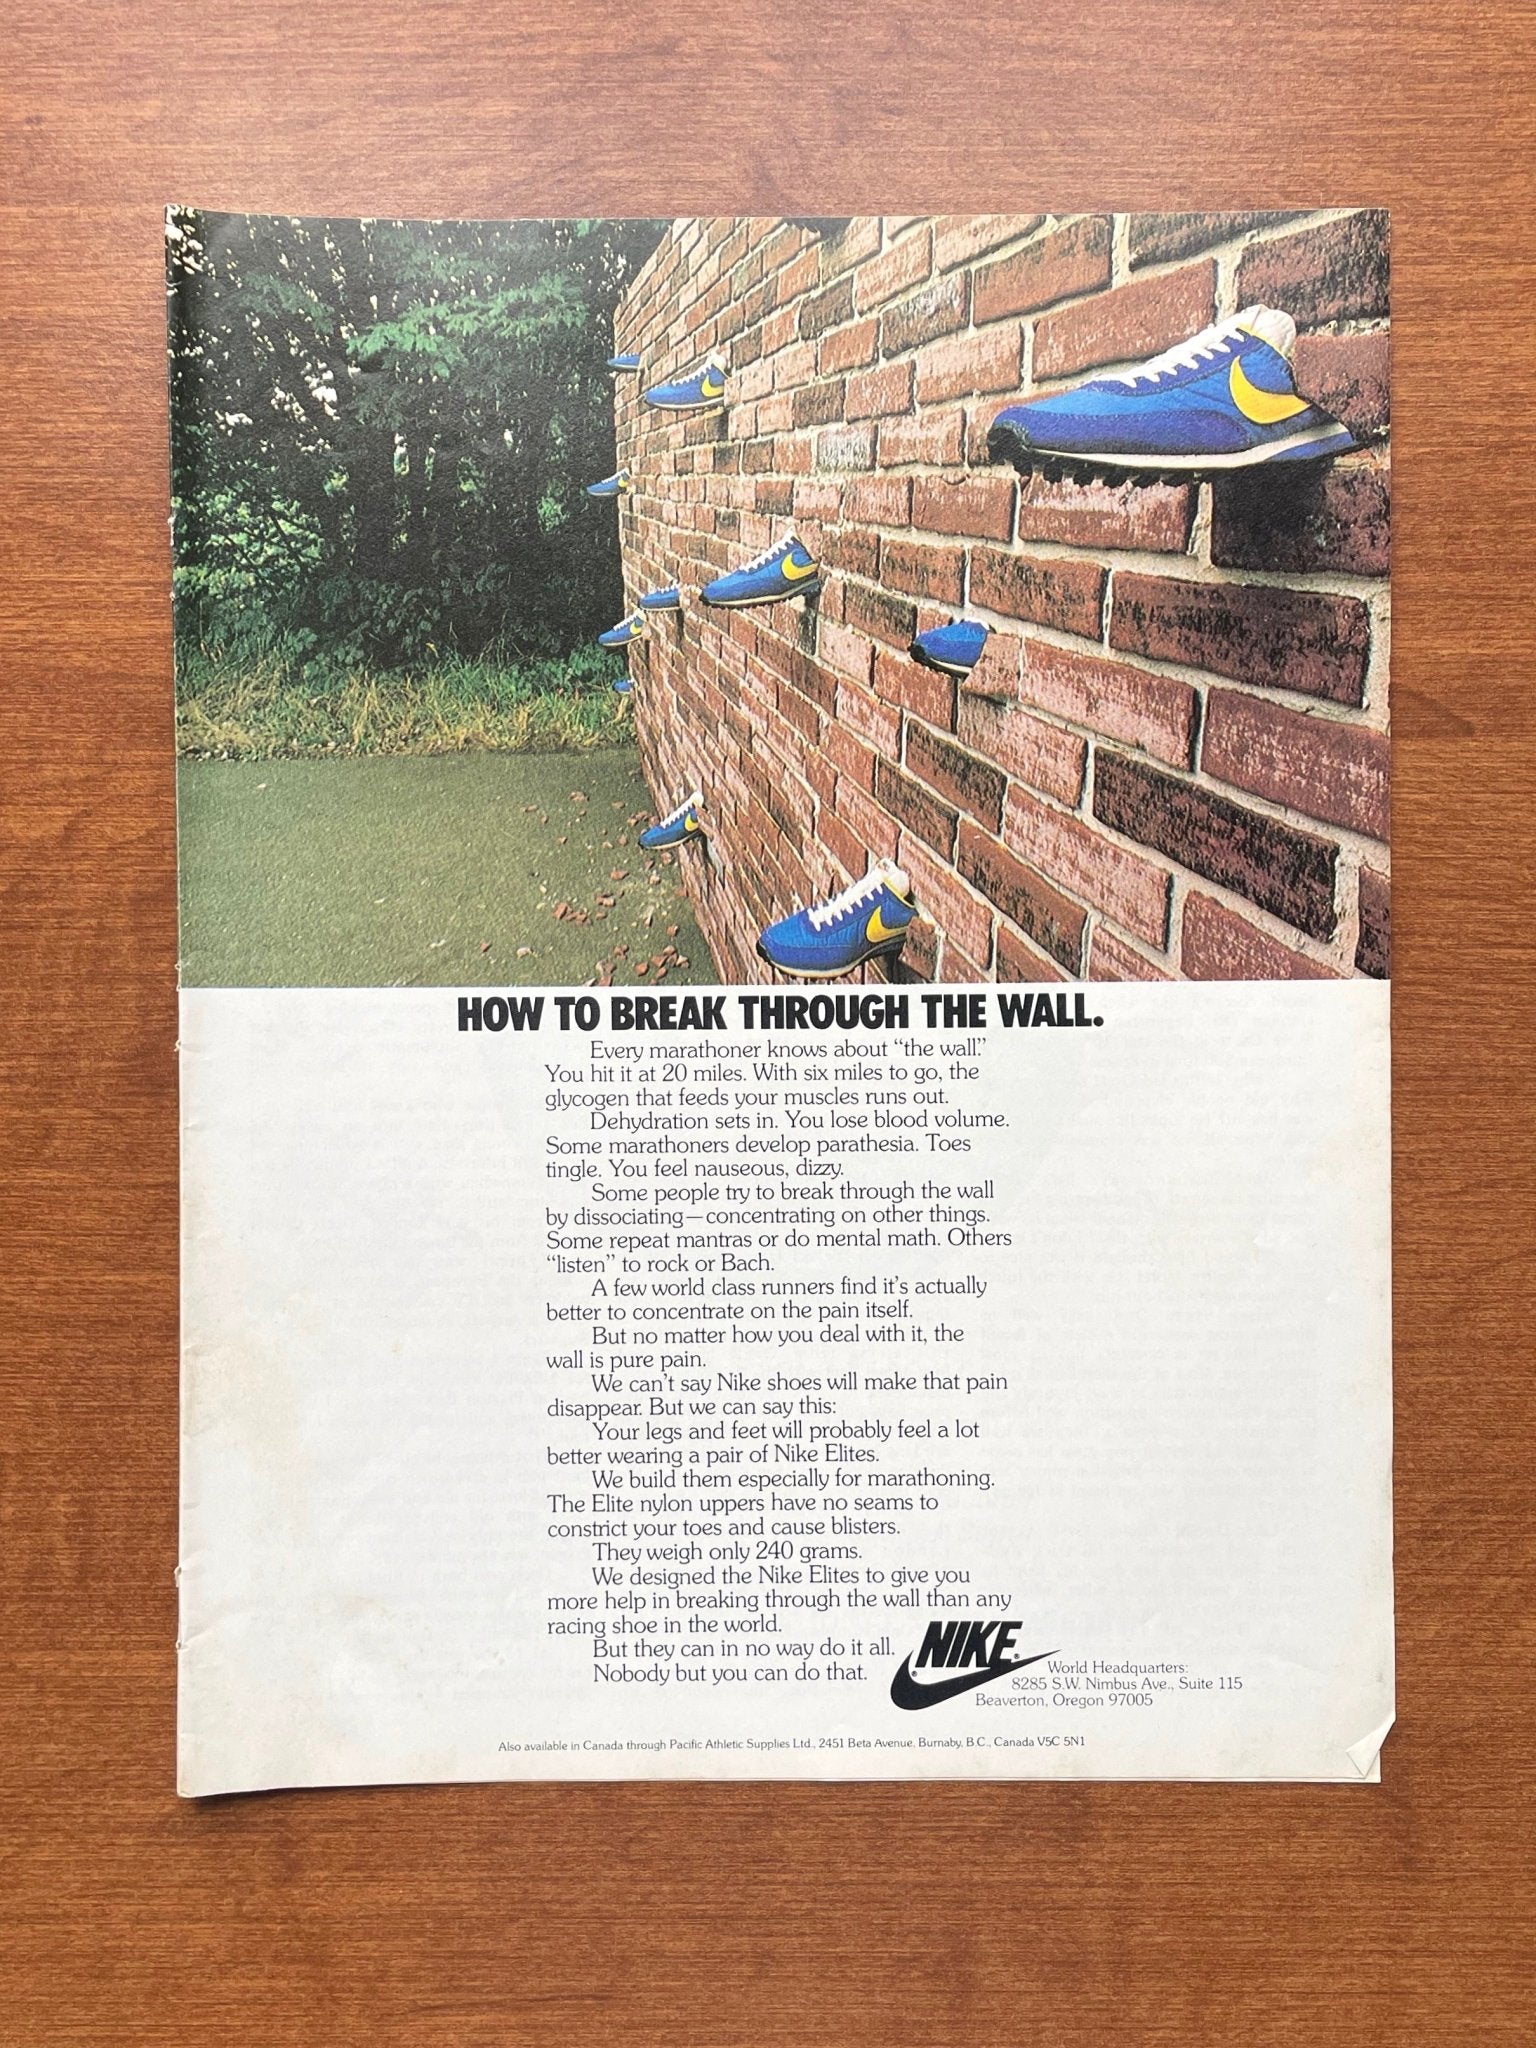 HOW TO BREAK THROUGH THE WALL.
Every marathoner knows about “the wall.”
You hit it at 20 miles. With six miles to go, the
glycogen that feeds your muscles runs out.
Dehydration sets in. You lose blood volume.
Some marathoners develop parathesia. Toes
tingle. You feel nauseous, dizzy.
Some people try to break through the wall
by dissociating—concentrating on other things.
Some repeat mantras or do mental math. Others
“listen” to rock or Bach.
A few world class runners find it's actually
better to concentrate on the pain itself.
But no matter how you deal with it, the
wall is pure pain.
We can't say Nike shoes will make that pain
disappear. But we can say this:
Your legs and feet will probably feel a lot
better wearing a pair of Nike Elites.
We build them especially for marathoning.
The Elite nylon uppers have no seams to
constrict your toes and cause blisters.
They weigh only 240 grams.
We designed the Nike Elites to give you
more help in breaking through the wall than any
racing shoe in the world.
But they can in no way do it all.
Nobody but you can do that.
NIKE®
®
World Headquarters:
8285 S.W. Nimbus Ave., Suite 115
Beaverton, Oregon 97005
Also available in Canada through Pacific Athletic Supplies Ltd., 2451 Beta Avenue, Burnaby, B.C., Canada V5C 5N1